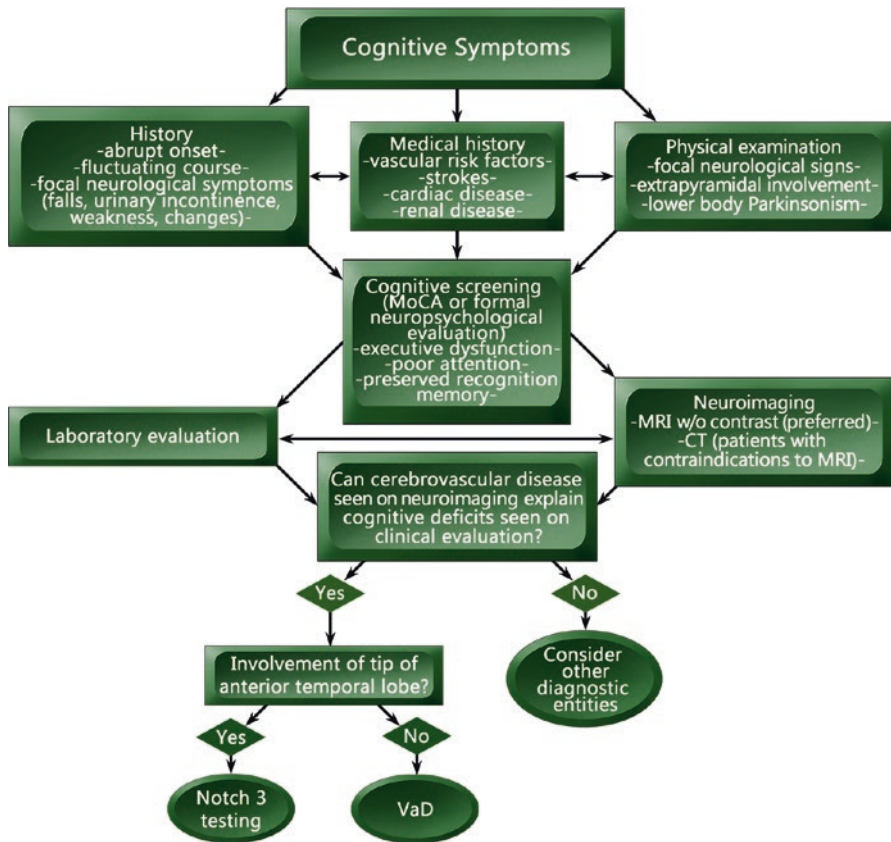 Cognitive Symptoms
History
-abrupt onset-
-fluctuating course-
-focal neurological symptoms
(falls, urinary incontinence,
weakness, changes)-
Medical history
-vascular risk factors-
-strokes-
-cardiac disease-
-renal disease-
Physical examination
-focal neurological signs-
-extrapyramidal involvement-
-lower body Parkinsonism-
Cognitive screening
(MoCA or formal
neuropsychological
evaluation)
-executive dysfunction-
-poor attention-
-preserved recognition
memory-
Laboratory evaluation
Neuroimaging
-MRI w/o contrast (preferred)-
-CT (patients with
contraindications to MRI)-
Can cerebrovascular disease
seen on neuroimaging explain
cognitive deficits seen on
clinical evaluation?
Yes
No
Involvement of tip of
anterior temporal lobe?
Consider
other
diagnostic
entities
Yes
No
Notch 3
testing
VaD